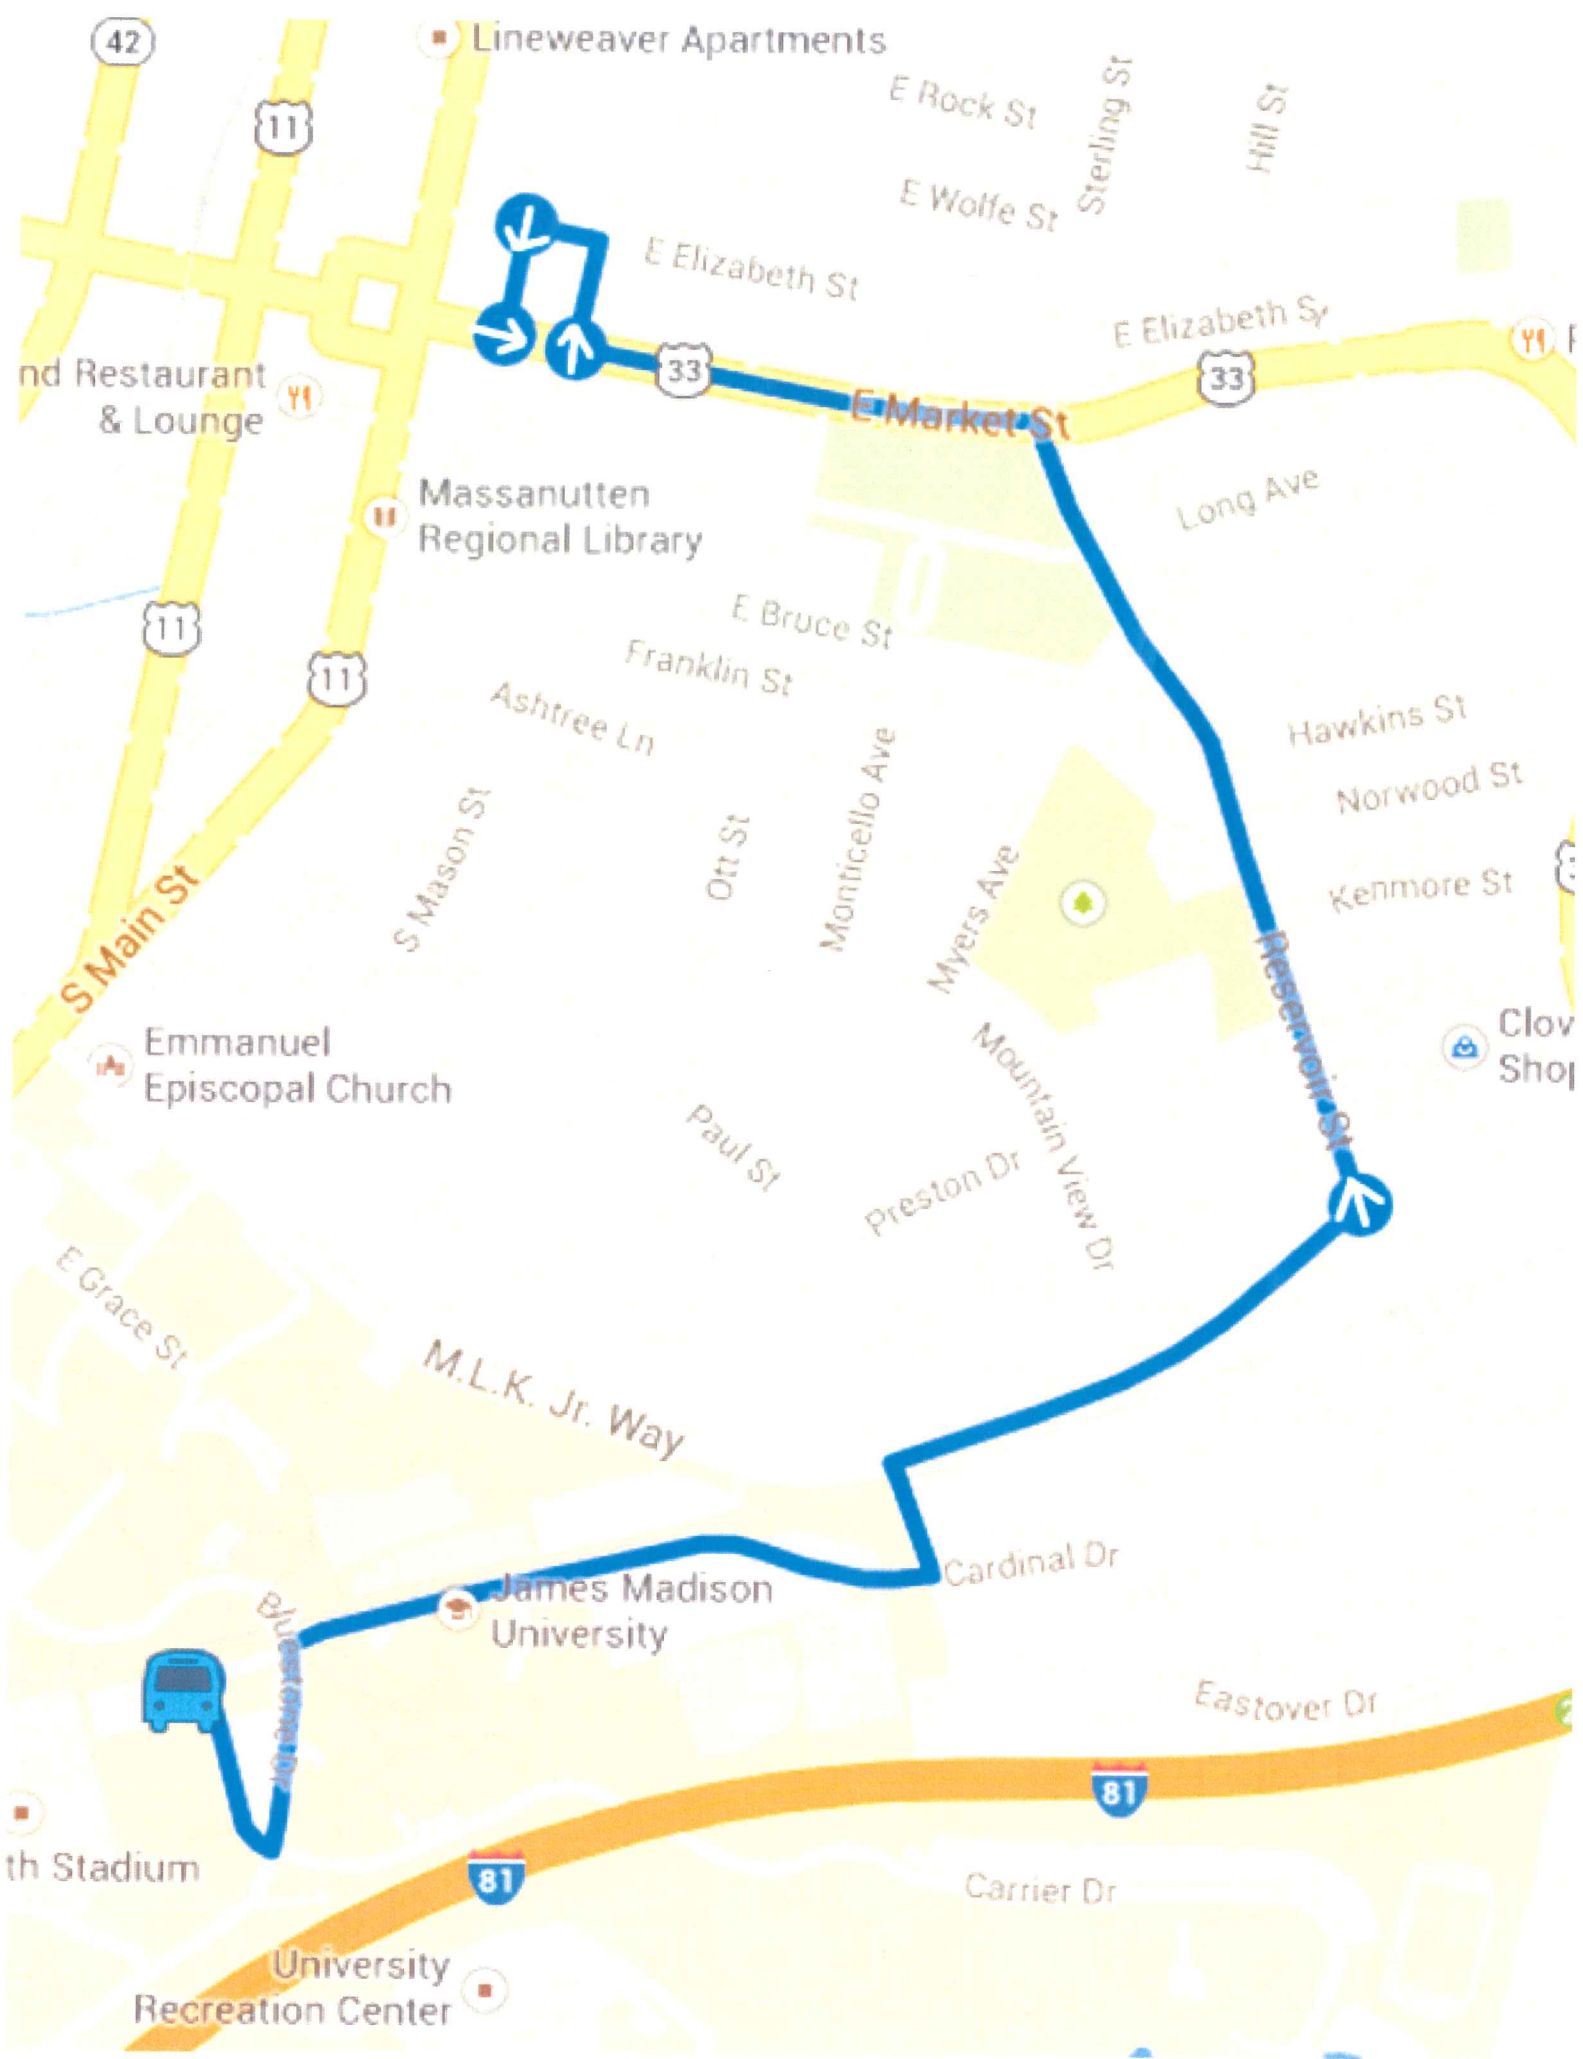 42
Lineweaver Apartments
E Rock St
Sterling St
Hill St
11
E Wolfe St
E Elizabeth St
E Elizabeth S
33
33
E Market St
nd Restaurant
& Lounge
Massanutten
Regional Library
Long Ave
11
11
E Bruce St
Franklin St
Ashtree Ln
Hawkins St
Norwood St
Kenmore St
S Mason St
Ott St
Monticello Ave
Myers Ave
S Main St
Reservoir St
Emmanuel
Episcopal Church
Clov
Shop
Mountain View Dr
Paul St
Preston Dr
E Grace St
M.L.K. Jr. Way
Cardinal Dr
James Madison
University
Bluestone Dr
Eastover Dr
81
81
th Stadium
Carrier Dr
University
Recreation Center